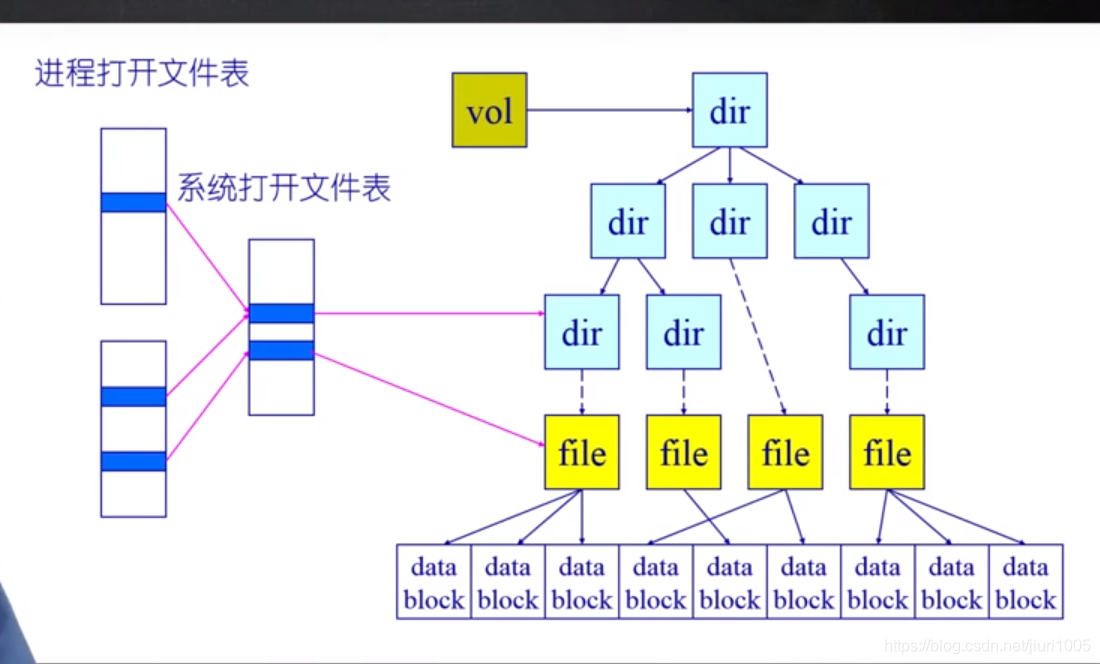 进程打开文件表
vol
dir
系统打开文件表
dir
dir
dir
dir
dir
dir
file
file
file
file
data block
data block
data block
data block
data block
data block
data block
data block
data block
https://blog.csdn.net/jiuri1005